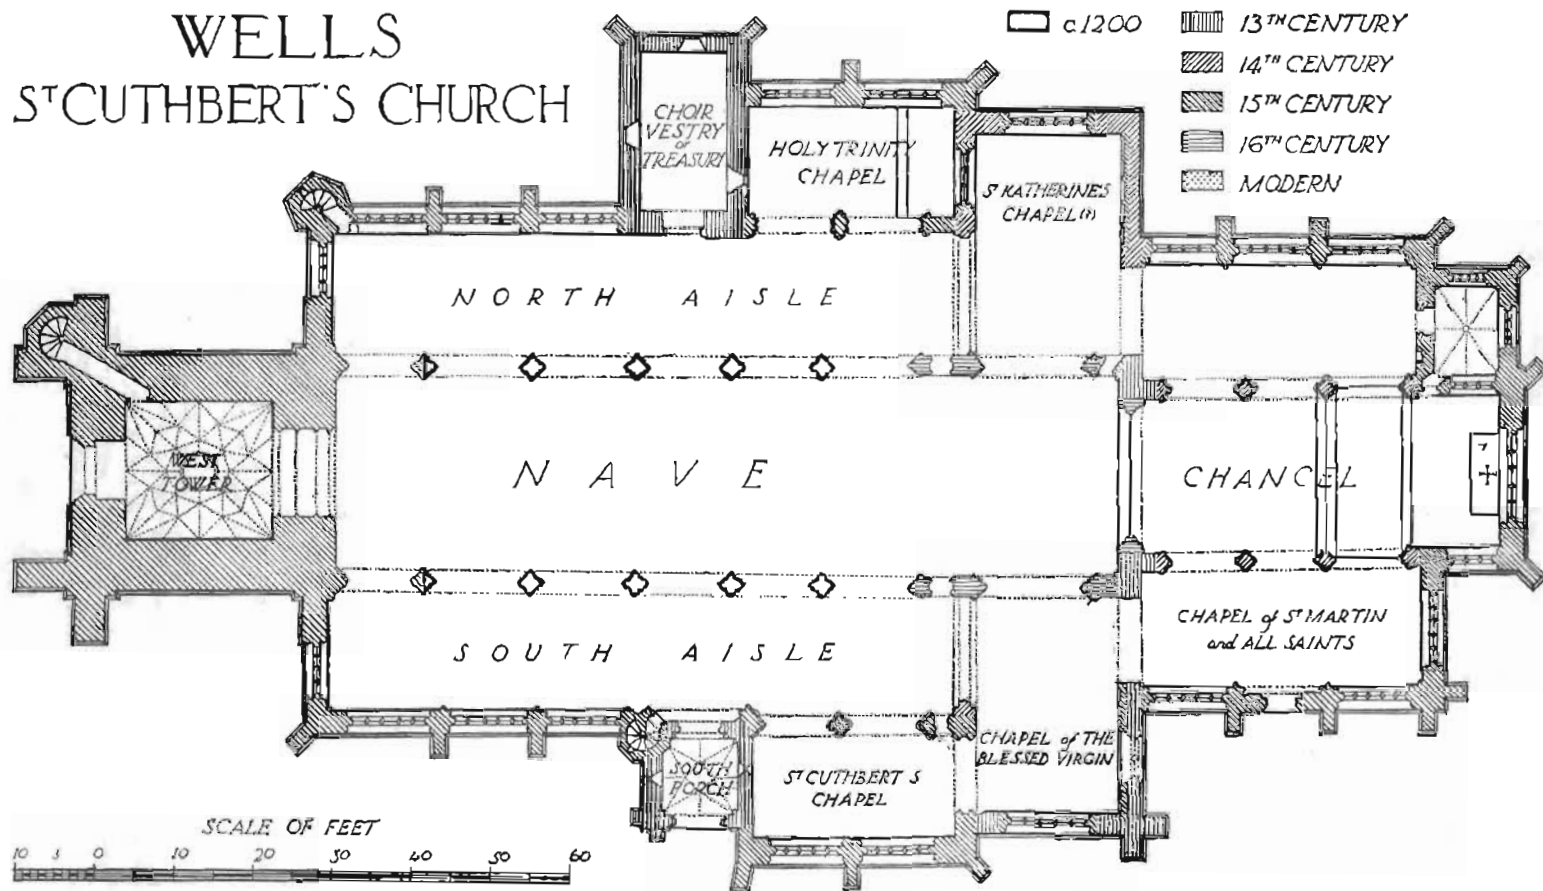 WELLS
ST CUTHBERT'S CHURCH
c.1200
13TH CENTURY
14TH CENTURY
15TH CENTURY
16TH CENTURY
MODERN
CHOIR
VESTRY
or
TREASURY
HOLY TRINITY
CHAPEL
ST KATHERINE'S
CHAPEL (?)
NORTH AISLE
WEST
TOWER
NAVE
CHANCEL
SOUTH AISLE
CHAPEL of ST MARTIN
and ALL SAINTS
SOUTH
PORCH
ST CUTHBERT S
CHAPEL
CHAPEL of THE
BLESSED VIRGIN
SCALE OF FEET
10 5 0 10 20 30 40 50 60